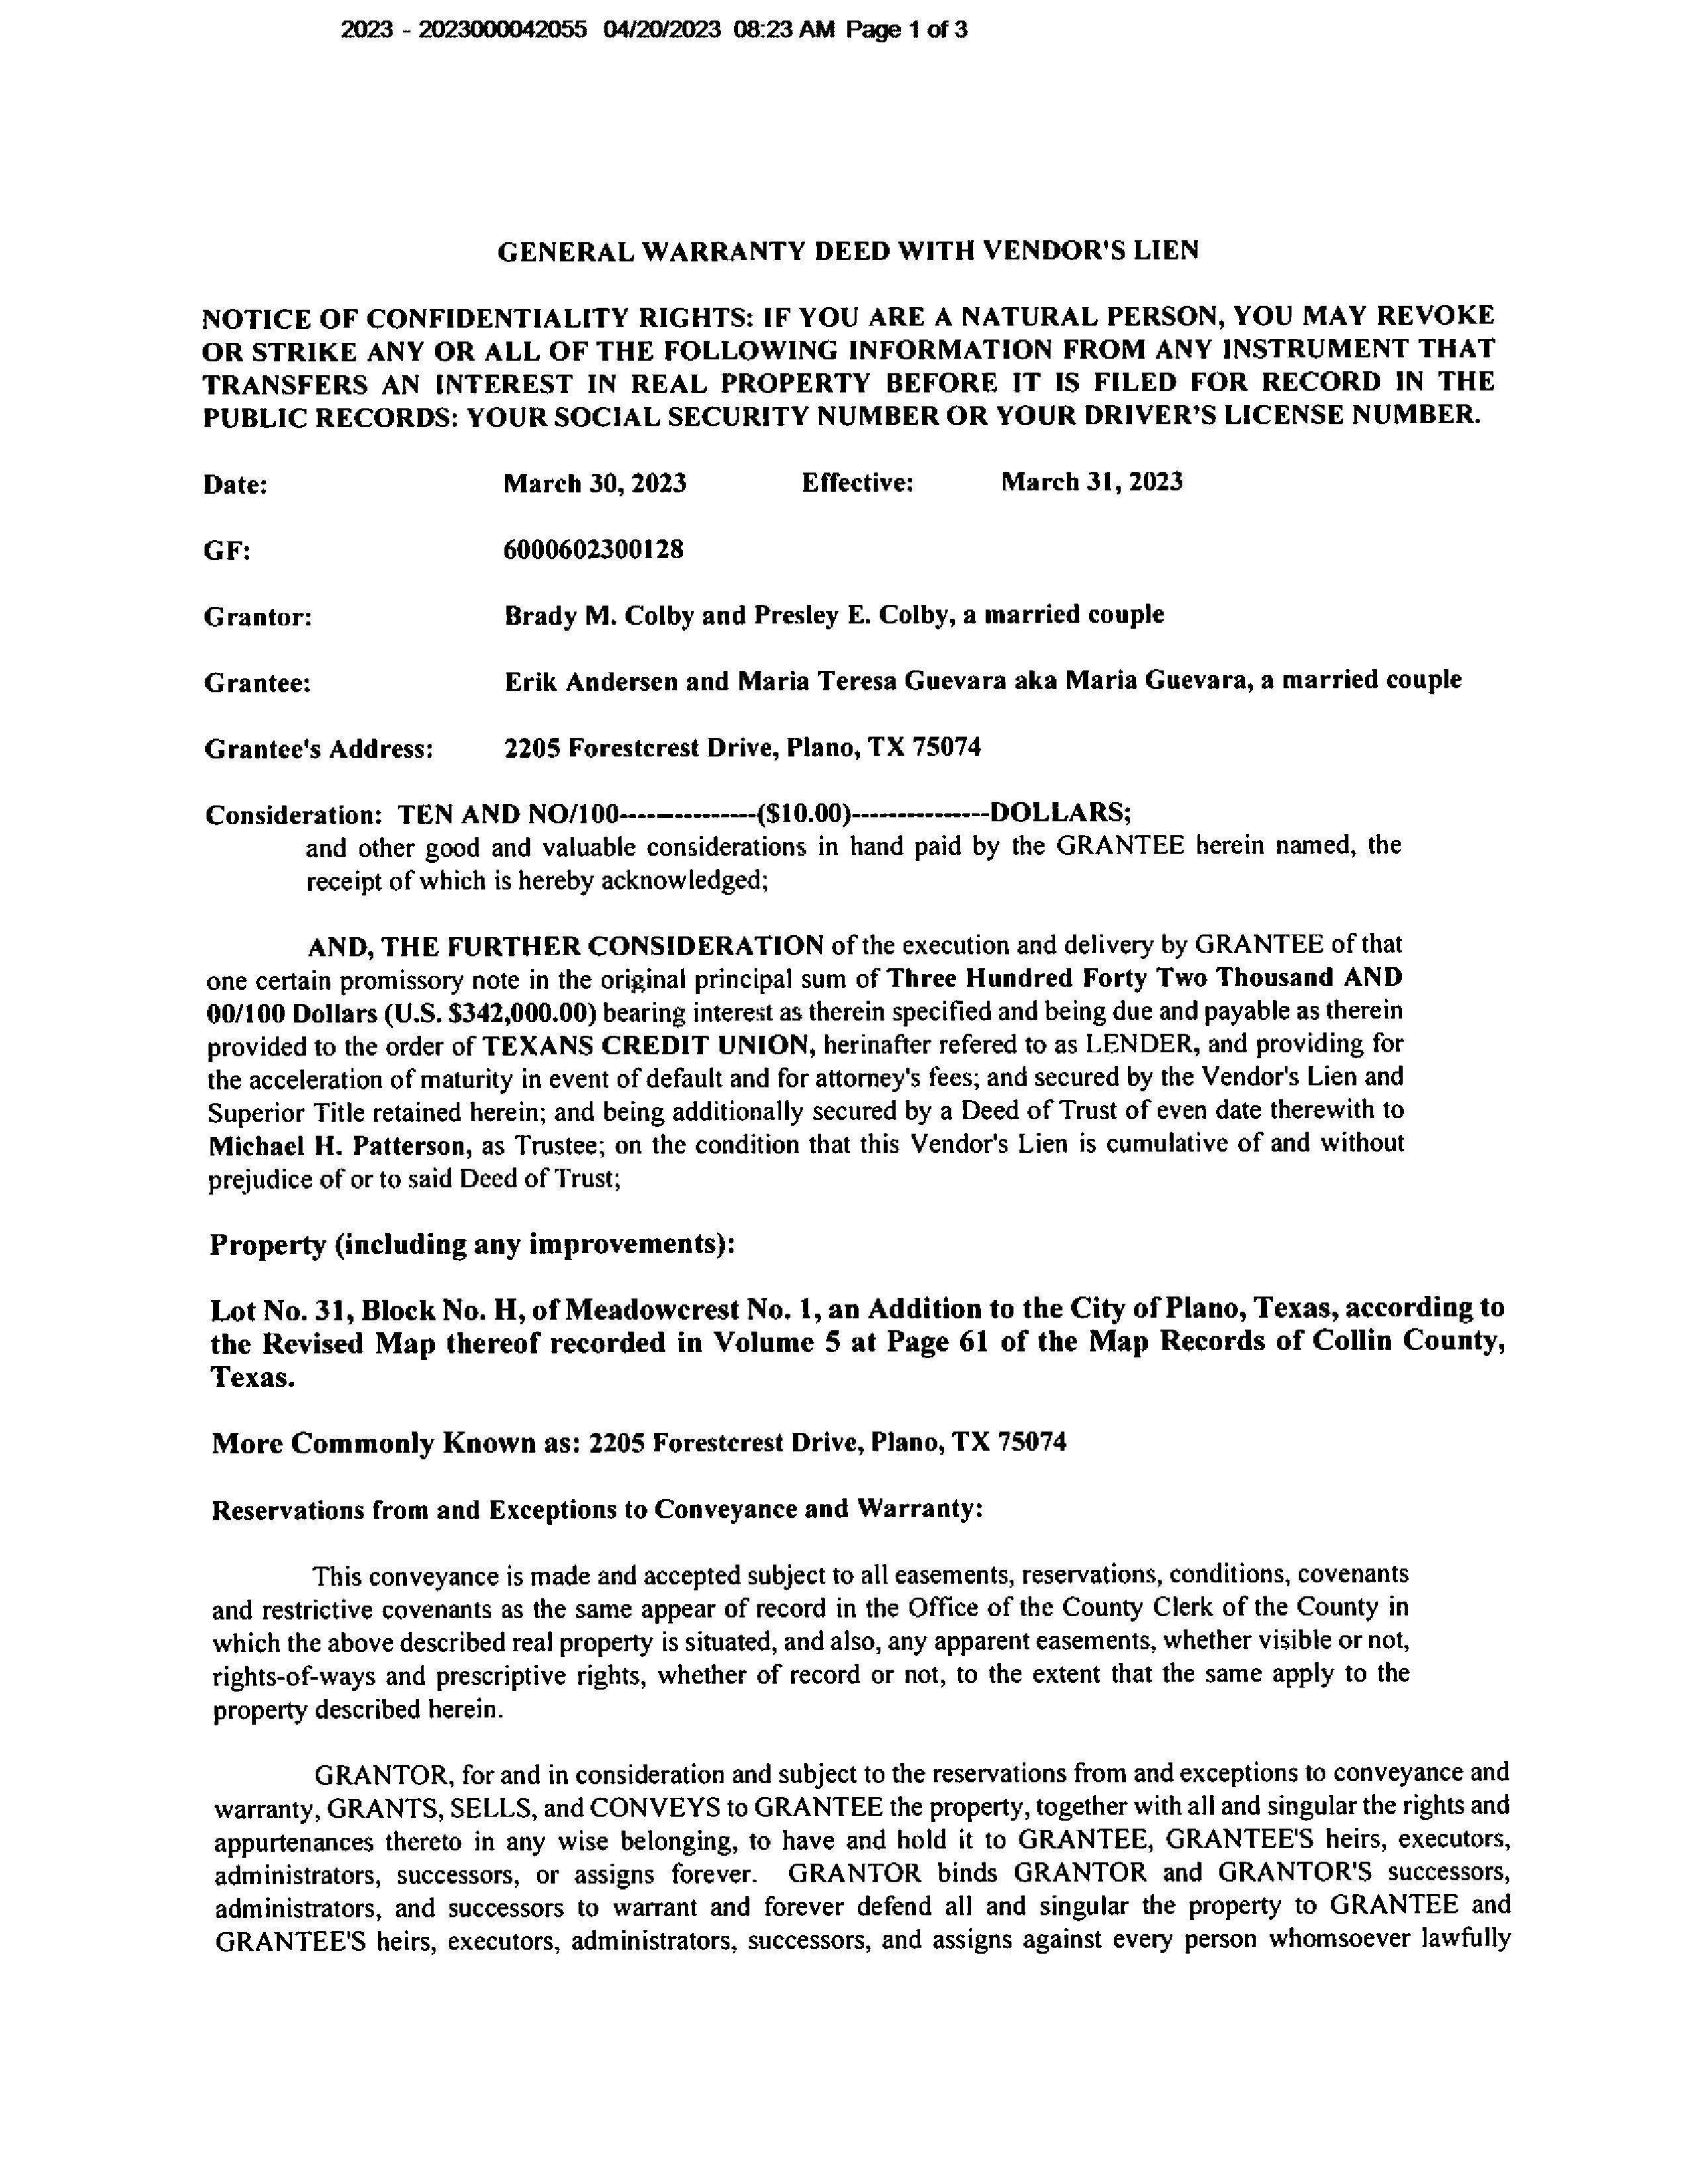 2023 - 2023000042055 04/20/2023 08:23 AM Page 1 of 3
GENERAL WARRANTY DEED WITH VENDOR'S LIEN
NOTICE OF CONFIDENTIALITY RIGHTS: IF YOU ARE A NATURAL PERSON, YOU MAY REVOKE
OR STRIKE ANY OR ALL OF THE FOLLOWING INFORMATION FROM ANY INSTRUMENT THAT
TRANSFERS AN INTEREST IN REAL PROPERTY BEFORE IT IS FILED FOR RECORD IN THE
PUBLIC RECORDS: YOUR SOCIAL SECURITY NUMBER OR YOUR DRIVER'S LICENSE NUMBER.
Date: March 30, 2023 Effective: March 31, 2023
GF: 6000602300128
Grantor: Brady M. Colby and Presley E. Colby, a married couple
Grantee: Erik Andersen and Maria Teresa Guevara aka Maria Guevara, a married couple
Grantee's Address: 2205 Forestcrest Drive, Plano, TX 75074
Consideration: TEN AND NO/100---------------($10.00)---------------DOLLARS;
and other good and valuable considerations in hand paid by the GRANTEE herein named, the
receipt of which is hereby acknowledged;
AND, THE FURTHER CONSIDERATION of the execution and delivery by GRANTEE of that
one certain promissory note in the original principal sum of Three Hundred Forty Two Thousand AND
00/100 Dollars (U.S. $342,000.00) bearing interest as therein specified and being due and payable as therein
provided to the order of TEXANS CREDIT UNION, herinafter refered to as LENDER, and providing for
the acceleration of maturity in event of default and for attorney's fees; and secured by the Vendor's Lien and
Superior Title retained herein; and being additionally secured by a Deed of Trust of even date therewith to
Michael H. Patterson, as Trustee; on the condition that this Vendor's Lien is cumulative of and without
prejudice of or to said Deed of Trust;
Property (including any improvements):
Lot No. 31, Block No. H, of Meadowcrest No. 1, an Addition to the City of Plano, Texas, according to
the Revised Map thereof recorded in Volume 5 at Page 61 of the Map Records of Collin County,
Texas.
More Commonly Known as: 2205 Forestcrest Drive, Plano, TX 75074
Reservations from and Exceptions to Conveyance and Warranty:
This conveyance is made and accepted subject to all easements, reservations, conditions, covenants
and restrictive covenants as the same appear of record in the Office of the County Clerk of the County in
which the above described real property is situated, and also, any apparent easements, whether visible or not,
rights-of-ways and prescriptive rights, whether of record or not, to the extent that the same apply to the
property described herein.
GRANTOR, for and in consideration and subject to the reservations from and exceptions to conveyance and
warranty, GRANTS, SELLS, and CONVEYS to GRANTEE the property, together with all and singular the rights and
appurtenances thereto in any wise belonging, to have and hold it to GRANTEE, GRANTEE'S heirs, executors,
administrators, successors, or assigns forever. GRANTOR binds GRANTOR and GRANTOR'S successors,
administrators, and successors to warrant and forever defend all and singular the property to GRANTEE and
GRANTEE'S heirs, executors, administrators, successors, and assigns against every person whomsoever lawfully